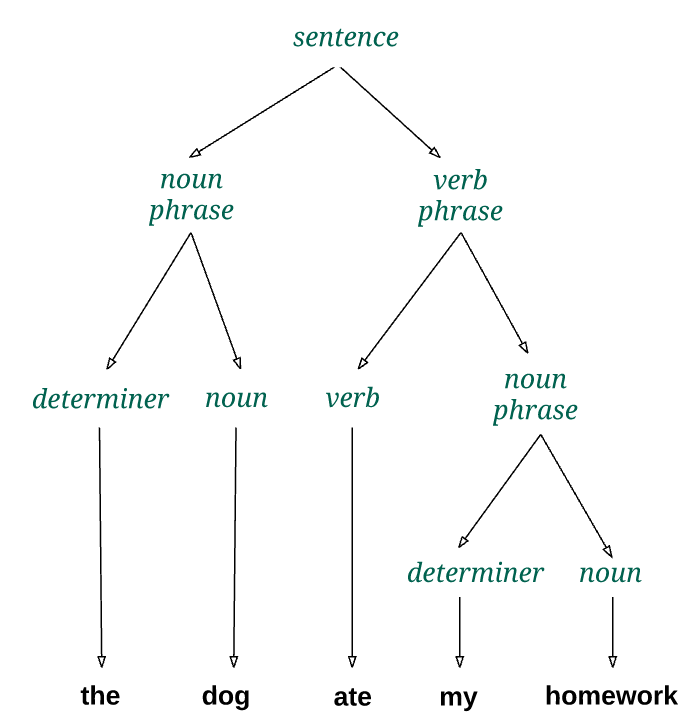 sentence
noun
phrase
verb
phrase
determiner
noun
verb
noun
phrase
determiner
noun
the
dog
ate
my
homework